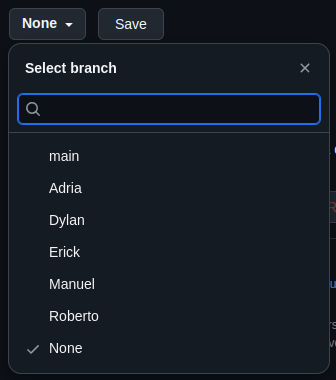 None
Save
Select branch
main
Adria
Dylan
Erick
Manuel
Roberto
None